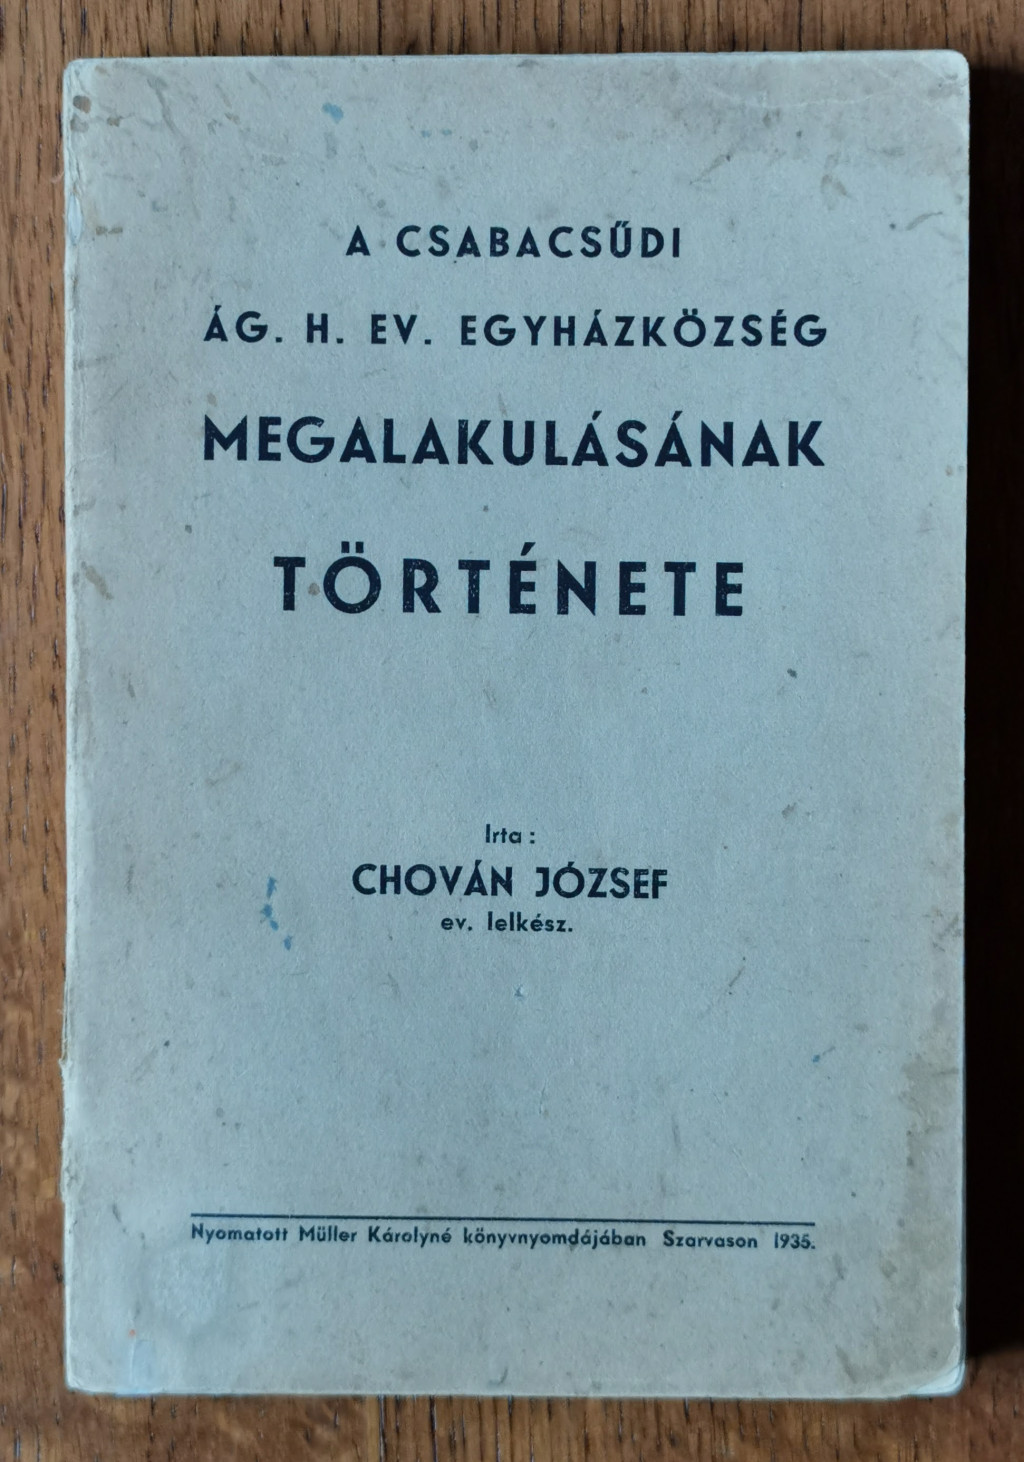 A CSABACSŰDI
ÁG. H. EV. EGYHÁZKÖZSÉG
MEGALAKULÁSÁNAK
TÖRTÉNETE
Irta :
CHOVÁN JÓZSEF
ev. lelkész.
Nyomatott Müller Károlyné könyvnyomdájában Szarvason 1935.